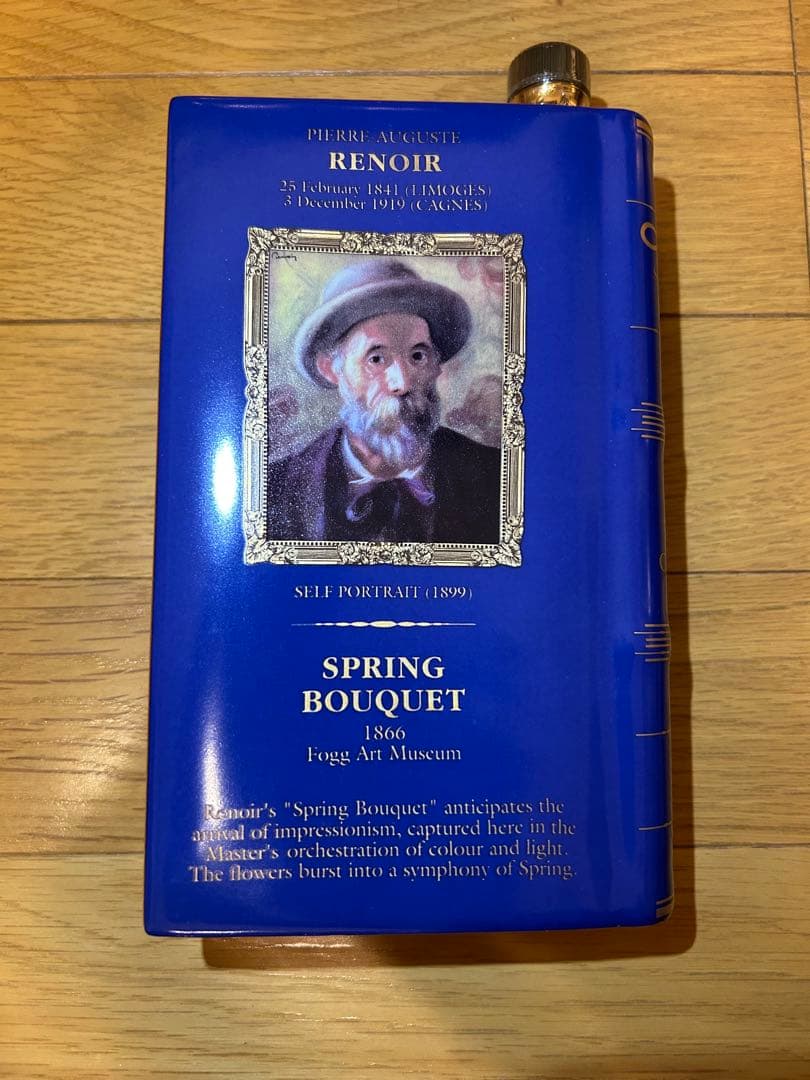 PIERRE-AUGUSTE
RENOIR
25 February 1841 (LIMOGES)
3 December 1919 (CAGNES)
SELF PORTRAIT (1899)
SPRING
BOUQUET
1866
Fogg Art Museum
Renoir's "Spring Bouquet" anticipates the
arrival of impressionism, captured here in the
Master's orchestration of colour and light.
The flowers burst into a symphony of Spring.